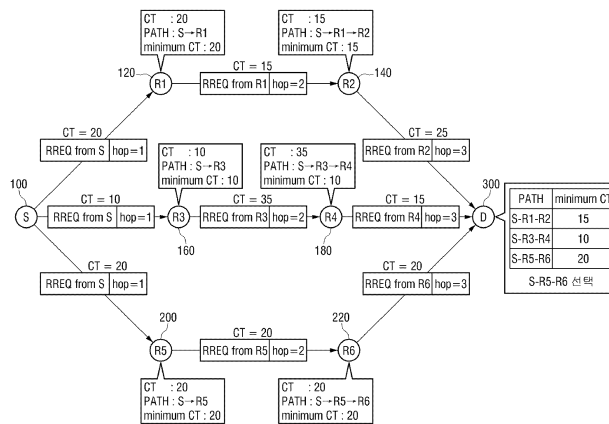 CT : 20
PATH : S→R1
minimum CT : 20
CT : 15
PATH : S→R1→R2
minimum CT : 15
120
R1
CT = 15
RREQ from R1 hop=2
R2
140
CT = 20
RREQ from S hop=1
CT = 25
RREQ from R2 hop=3
CT : 10
PATH : S→R3
minimum CT : 10
CT : 35
PATH : S→R3→R4
minimum CT : 10
100
S
CT = 10
RREQ from S hop=1
R3
160
CT = 35
RREQ from R3 hop=2
R4
180
CT = 15
RREQ from R4 hop=3
300
D
PATH minimum CT
S-R1-R2 15
S-R3-R4 10
S-R5-R6 20
S-R5-R6 선택
CT = 20
RREQ from S hop=1
CT = 20
RREQ from R6 hop=3
200
R5
CT = 20
RREQ from R5 hop=2
220
R6
CT : 20
PATH : S→R5
minimum CT : 20
CT : 20
PATH : S→R5→R6
minimum CT : 20